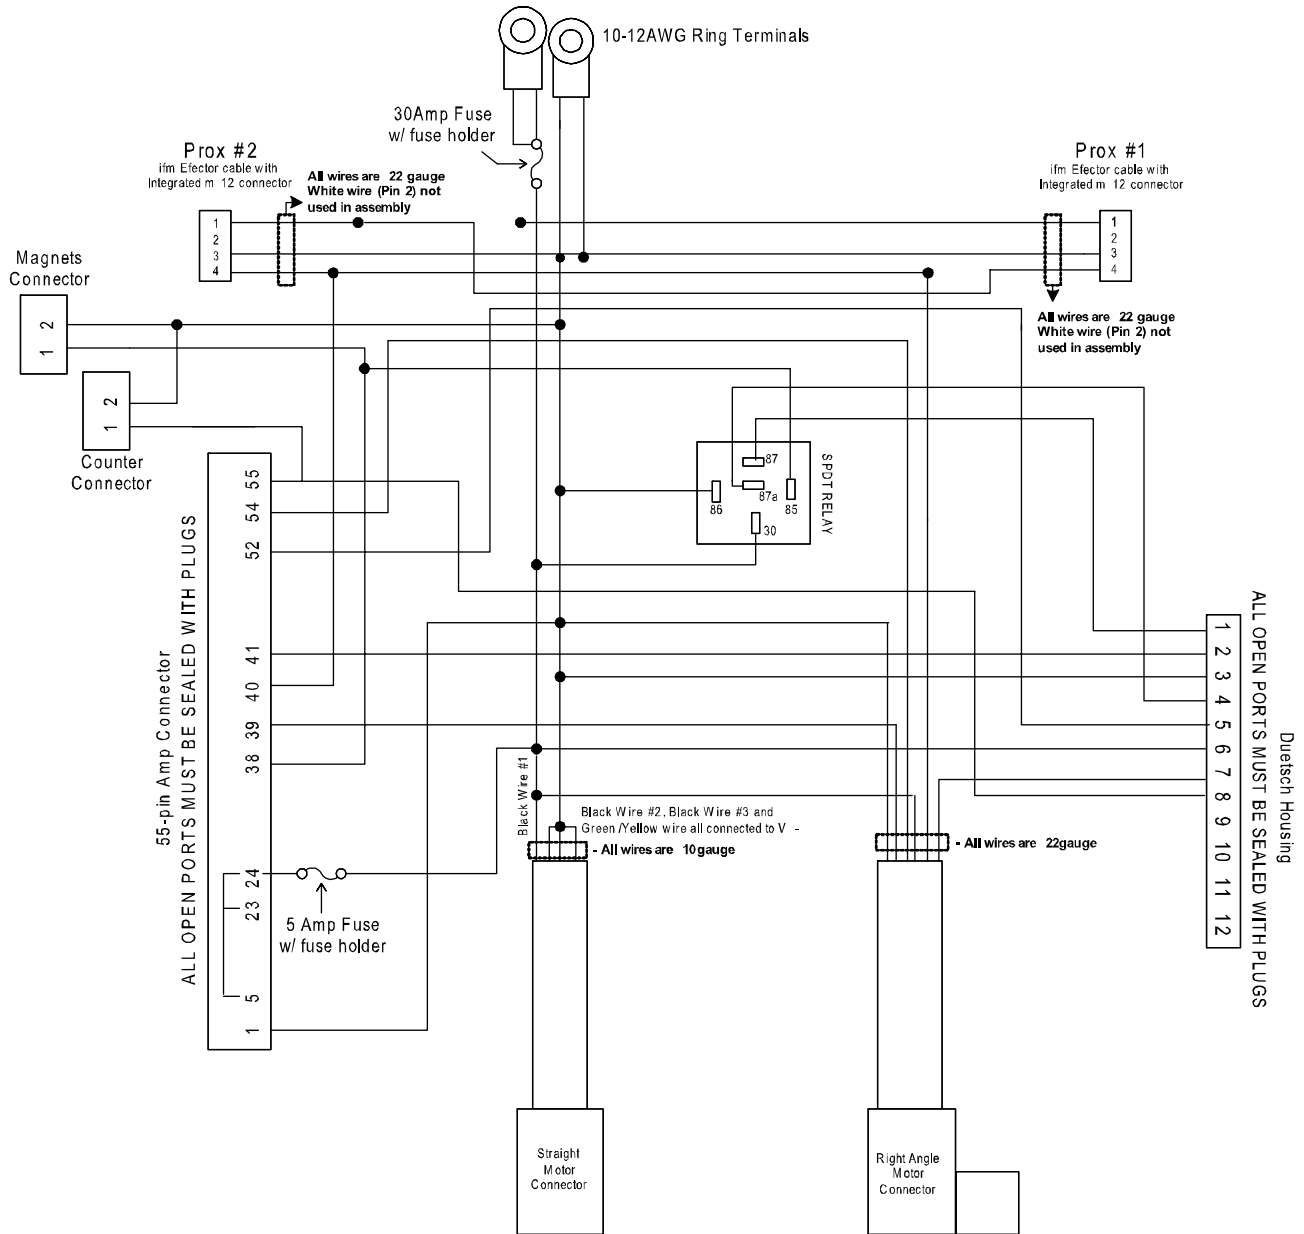 10-12AWG Ring Terminals
30Amp Fuse
w/ fuse holder
Prox #2
ifm Efector cable with
Integrated m 12 connector
All wires are 22 gauge
White wire (Pin 2) not
used in assembly
Prox #1
ifm Efector cable with
Integrated m 12 connector
1
2
3
4
1
2
3
4
All wires are 22 gauge
White wire (Pin 2) not
used in assembly
Magnets
Connector
2
1
2
1
Counter
Connector
87
87a
86
85
30
SPDT RELAY
55
54
52
41
40
39
38
24
23
5
1
55-pin Amp Connector
ALL OPEN PORTS MUST BE SEALED WITH PLUGS
5 Amp Fuse
w/ fuse holder
Black Wire #1
Black Wire #2, Black Wire #3 and
Green /Yellow wire all connected to V -
- All wires are 10gauge
- All wires are 22gauge
1
2
3
4
5
6
7
8
9
10
11
12
ALL OPEN PORTS MUST BE SEALED WITH PLUGS
Duetsch Housing
Straight
Motor
Connector
Right Angle
Motor
Connector